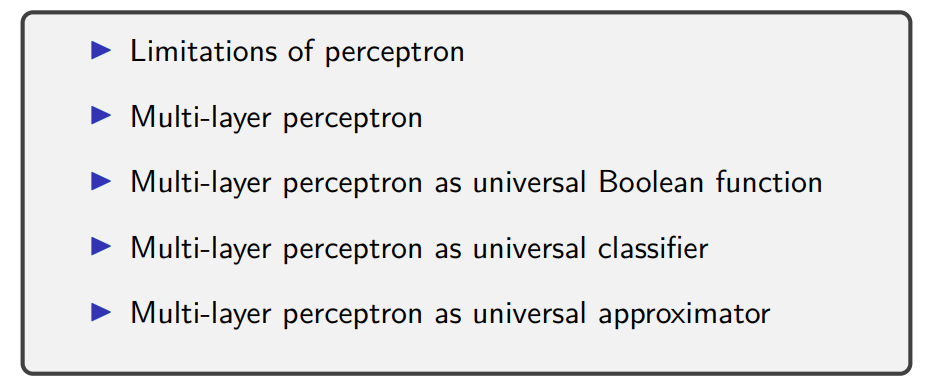 Limitations of perceptron
Multi-layer perceptron
Multi-layer perceptron as universal Boolean function
Multi-layer perceptron as universal classifier
Multi-layer perceptron as universal approximator